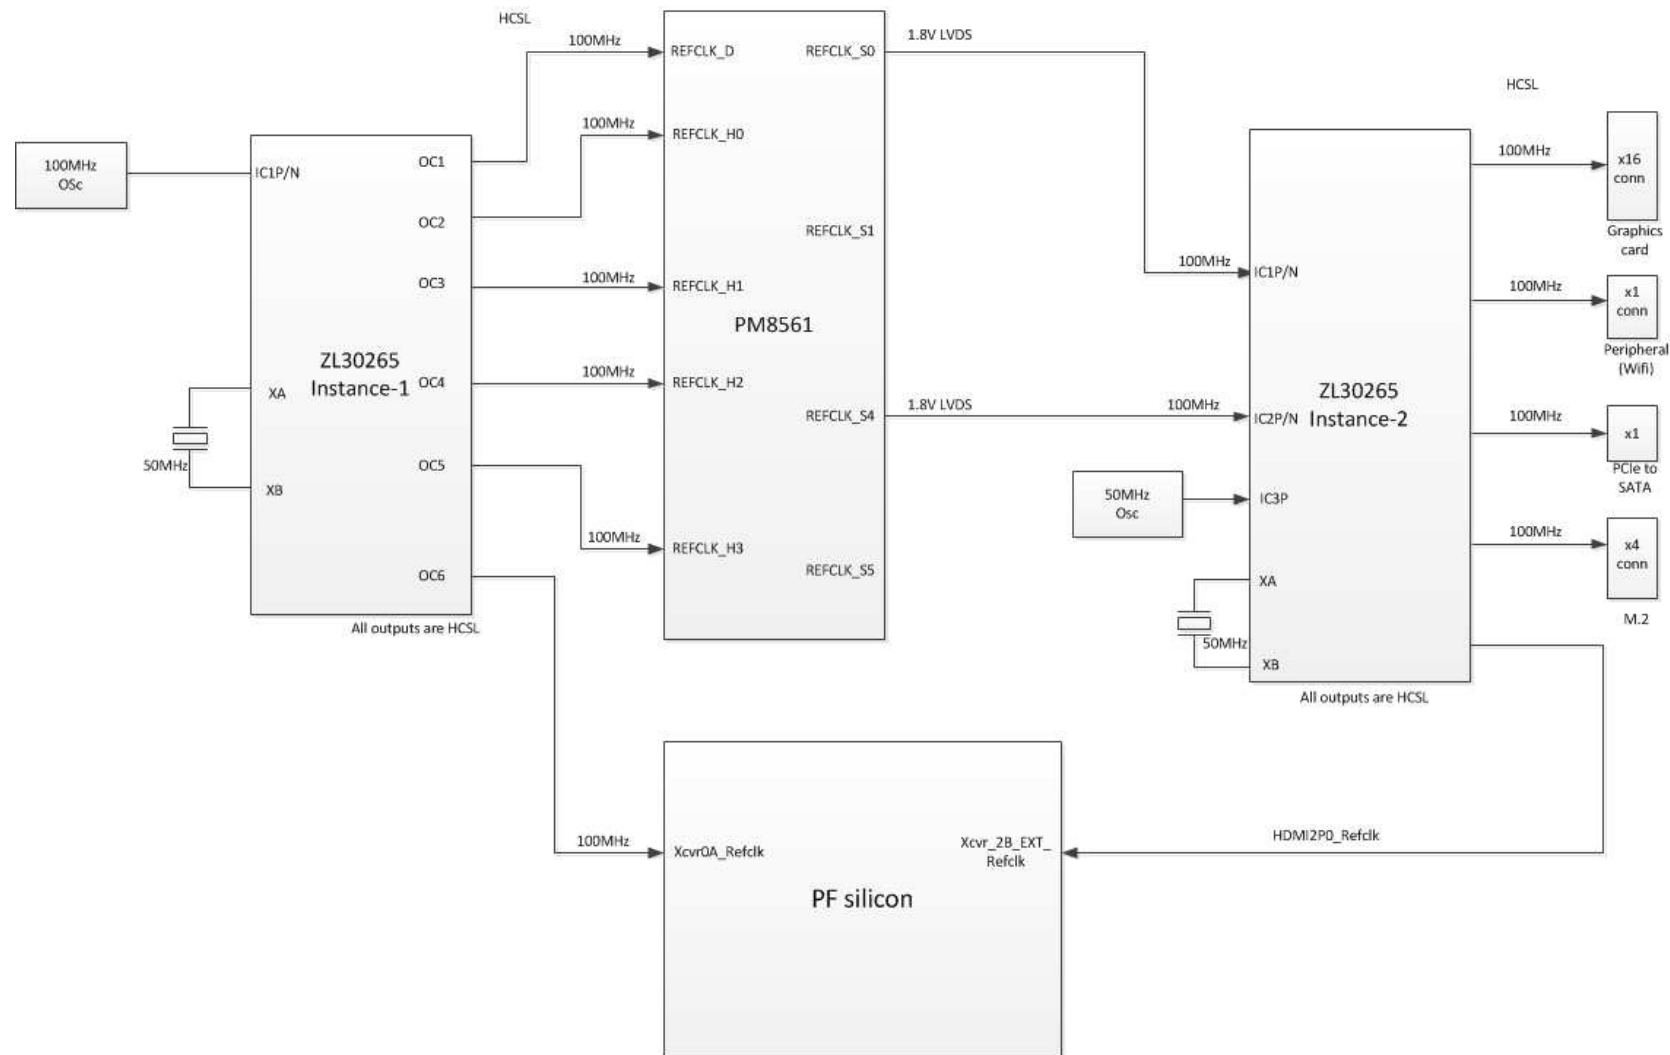 HCSL
100MHz
REFCLK_D
REFCLK_S0
1.8V LVDS
HCSL
100MHz
REFCLK_H0
100MHz
OSc
IC1P/N
OC1
OC2
100MHz
x16
conn
Graphics
card
REFCLK_S1
OC3
100MHz
REFCLK_H1
100MHz
IC1P/N
100MHz
x1
conn
Peripheral
(Wifi)
PM8561
ZL30265
Instance-1
XA
OC4
100MHz
REFCLK_H2
REFCLK_S4
1.8V LVDS
100MHz
IC2P/N
ZL30265
Instance-2
100MHz
x1
PCIe to
SATA
50MHz
XB
OC5
50MHz
Osc
IC3P
100MHz
REFCLK_H3
REFCLK_S5
100MHz
x4
conn
M.2
OC6
All outputs are HCSL
XA
50MHz
XB
All outputs are HCSL
100MHz
Xcvr0A_Refclk
Xcvr_2B_EXT_
Refclk
HDMI2P0_Refclk
PF silicon